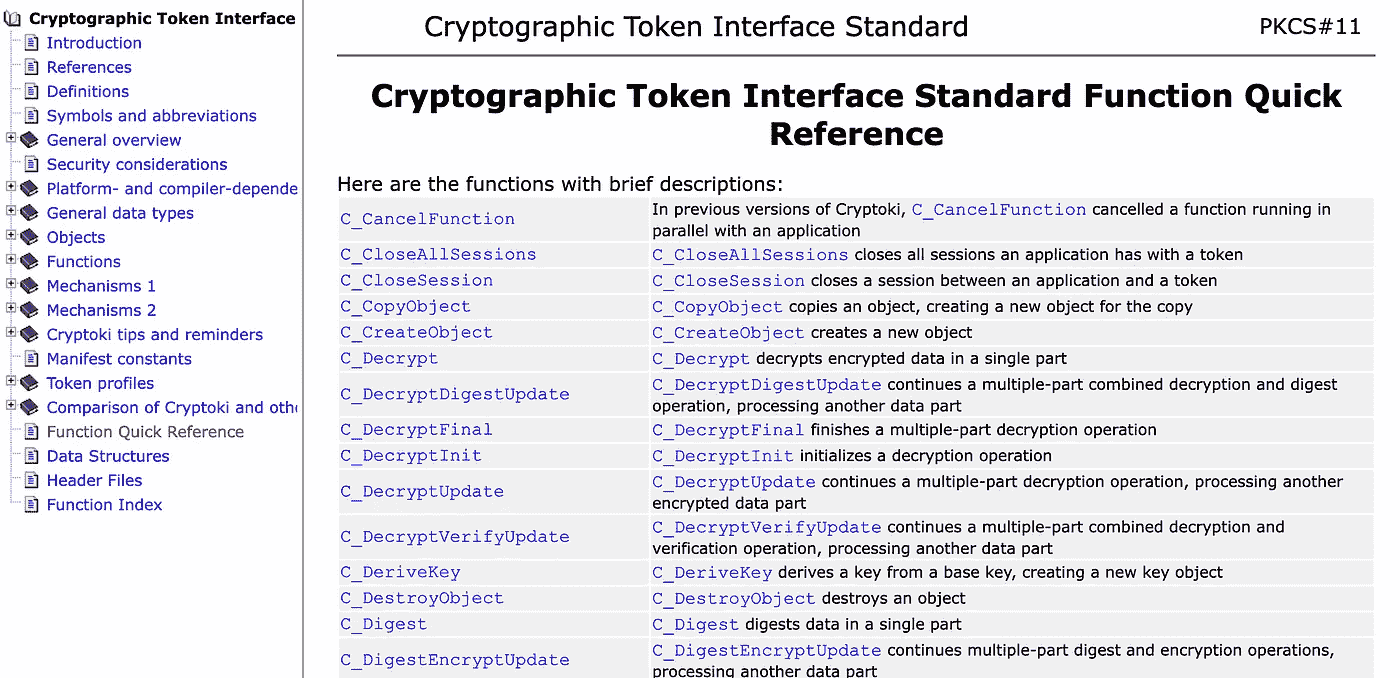 Cryptographic Token Interface
Introduction
References
Definitions
Symbols and abbreviations
General overview
Security considerations
Platform- and compiler-depende
General data types
Objects
Functions
Mechanisms 1
Mechanisms 2
Cryptoki tips and reminders
Manifest constants
Token profiles
Comparison of Cryptoki and oth
Function Quick Reference
Data Structures
Header Files
Function Index
Cryptographic Token Interface Standard
PKCS#11
Cryptographic Token Interface Standard Function Quick
Reference
Here are the functions with brief descriptions:
C_CancelFunction
In previous versions of Cryptoki, C_CancelFunction cancelled a function running in
parallel with an application
C_CloseAllSessions
C_CloseAllSessions closes all sessions an application has with a token
C_CloseSession
C_CloseSession closes a session between an application and a token
C_CopyObject
C_CopyObject copies an object, creating a new object for the copy
C_CreateObject
C_CreateObject creates a new object
C_Decrypt
C_Decrypt decrypts encrypted data in a single part
C_DecryptDigestUpdate
C_DecryptDigestUpdate continues a multiple-part combined decryption and digest
operation, processing another data part
C_DecryptFinal
C_DecryptFinal finishes a multiple-part decryption operation
C_DecryptInit
C_DecryptInit initializes a decryption operation
C_DecryptUpdate
C_DecryptUpdate continues a multiple-part decryption operation, processing another
encrypted data part
C_DecryptVerifyUpdate
C_DecryptVerifyUpdate continues a multiple-part combined decryption and
verification operation, processing another data part
C_DeriveKey
C_DeriveKey derives a key from a base key, creating a new key object
C_DestroyObject
C_DestroyObject destroys an object
C_Digest
C_Digest digests data in a single part
C_DigestEncryptUpdate
C_DigestEncryptUpdate continues multiple-part digest and encryption operations,
processing another data part